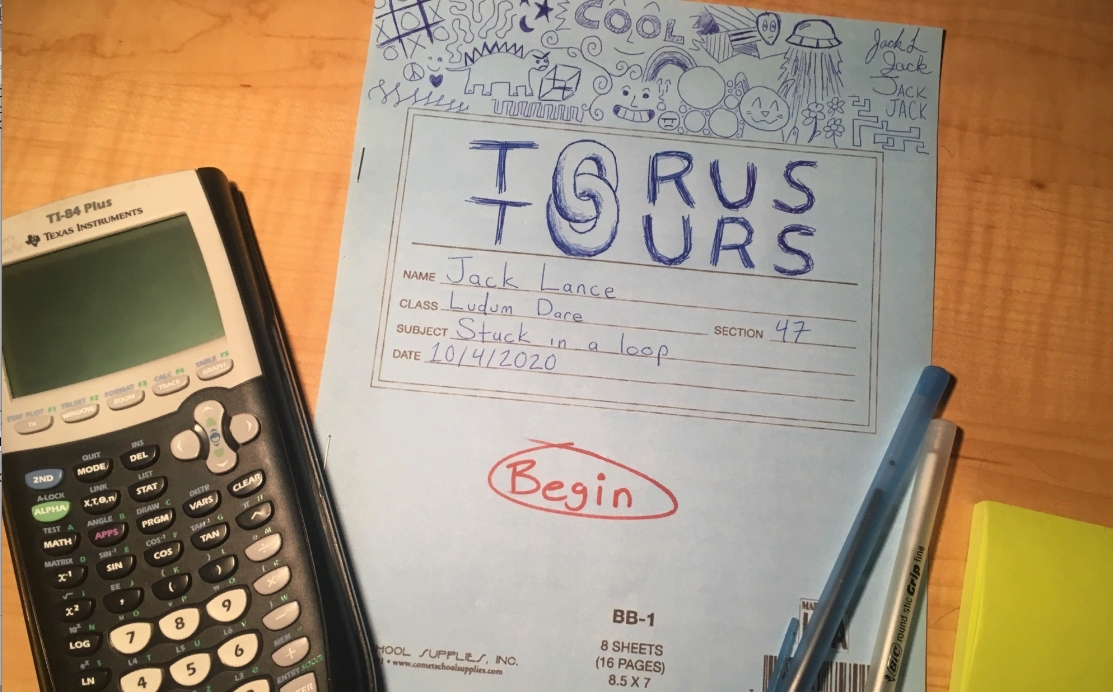 COOL
Jack L
Jack
JACK
JACK
TORUS
TOURS
NAME Jack Lance
CLASS Ludum Dare SECTION 47
SUBJECT Stuck in a loop
DATE 10/4/2020
Begin
BB-1
8 SHEETS
(16 PAGES)
8.5 X 7
HOOL SUPPLIES, INC.
• www.cometschoolsupplies.com
TI-84 Plus
TEXAS INSTRUMENTS
STAT PLOT F1 TBLSET F2 FORMAT F3 CALC F4 TABLE F5
Y= WINDOW ZOOM TRACE GRAPH
QUIT INS
2ND MODE DEL
A-LOCK LINK LIST
ALPHA X,T,Θ,n STAT
TEST A ANGLE B DRAW C DISTR
MATH APPS PRGM VARS CLEAR
MATRIX D SIN⁻¹ E COS⁻¹ F TAN⁻¹ G H
x⁻¹ SIN COS TAN ^
EE J K L
x² , ( )
10ˣ N O P Q
LOG 7 8 9 ×
eˣ S L4 T L5 U L6 V W
LN 4 5 6 −
MEM
+
ENTRY SOLVE
ENTER
BIC round stic Grip fine